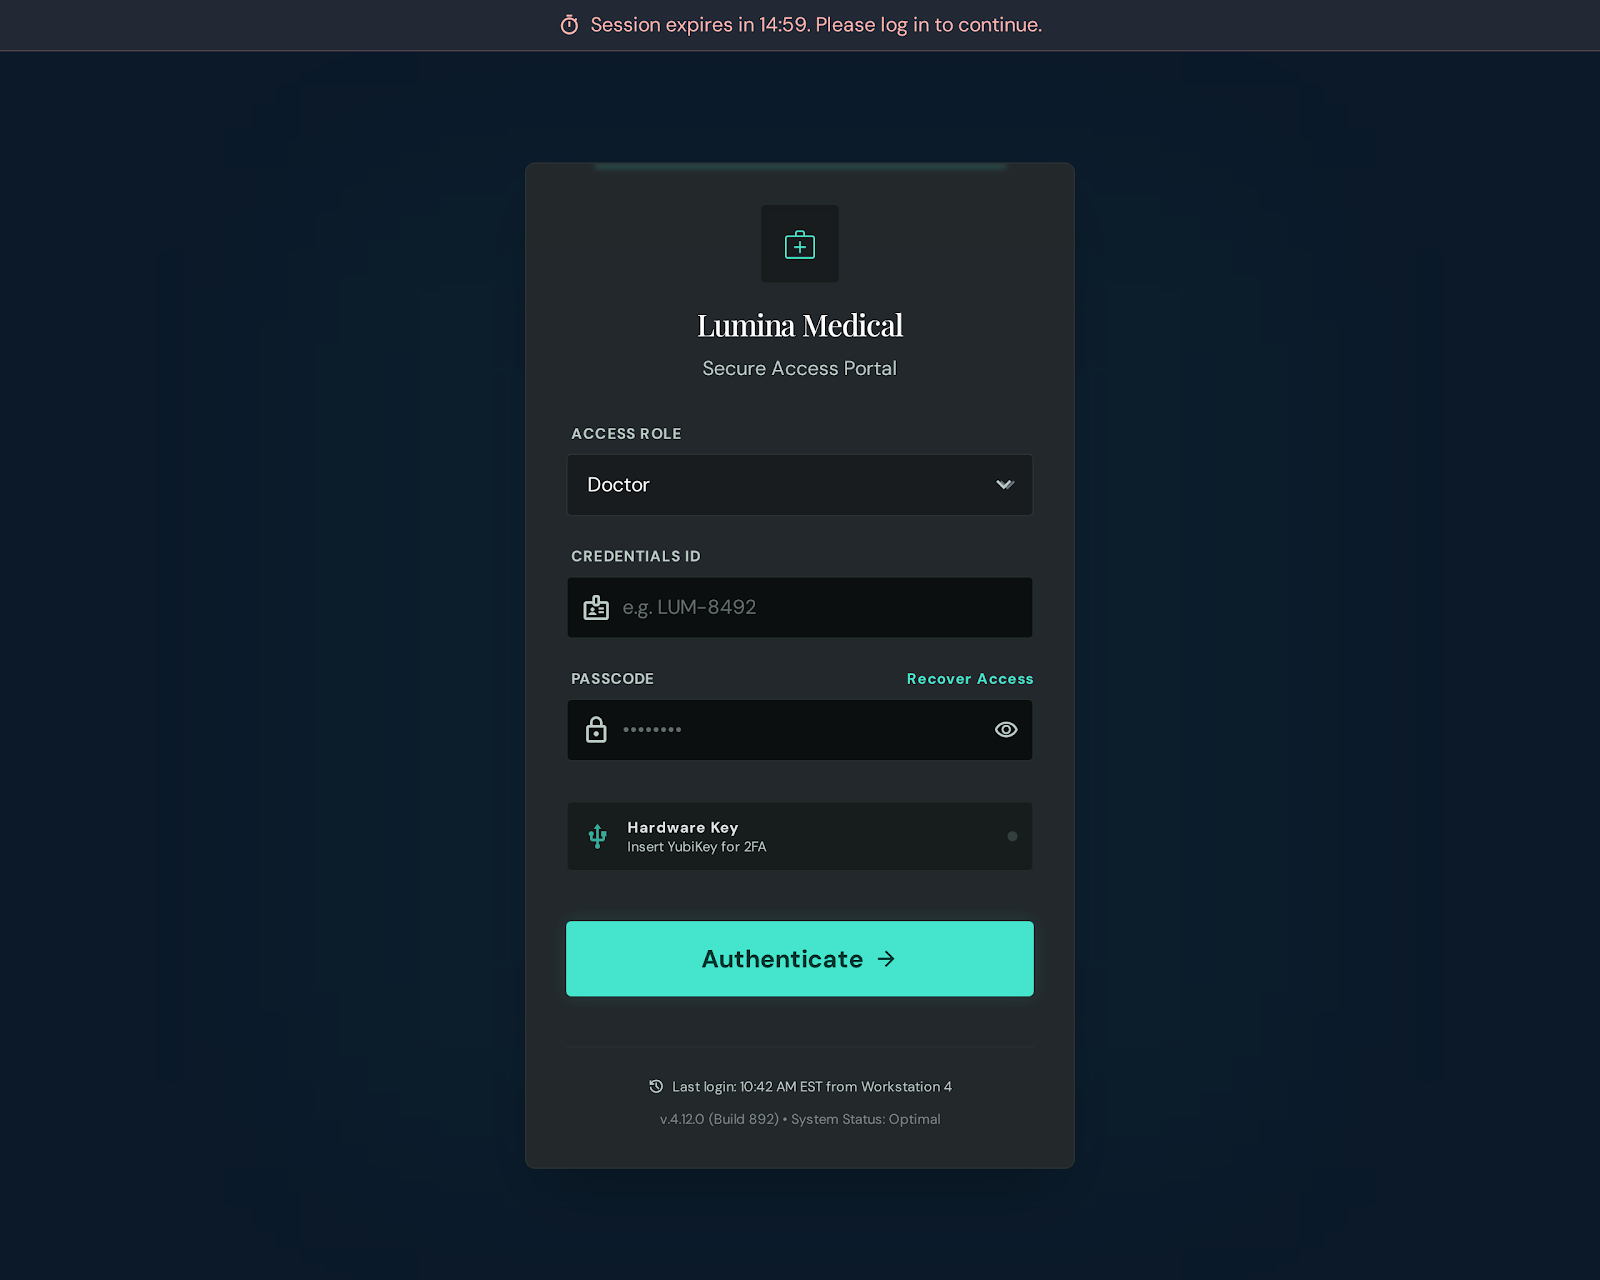 Session expires in 14:59. Please log in to continue.
Lumina Medical
Secure Access Portal
ACCESS ROLE
Doctor
CREDENTIALS ID
e.g. LUM-8492
PASSCODE
Recover Access
••••••••
Hardware Key
Insert YubiKey for 2FA
Authenticate →
Last login: 10:42 AM EST from Workstation 4
v.4.12.0 (Build 892) • System Status: Optimal